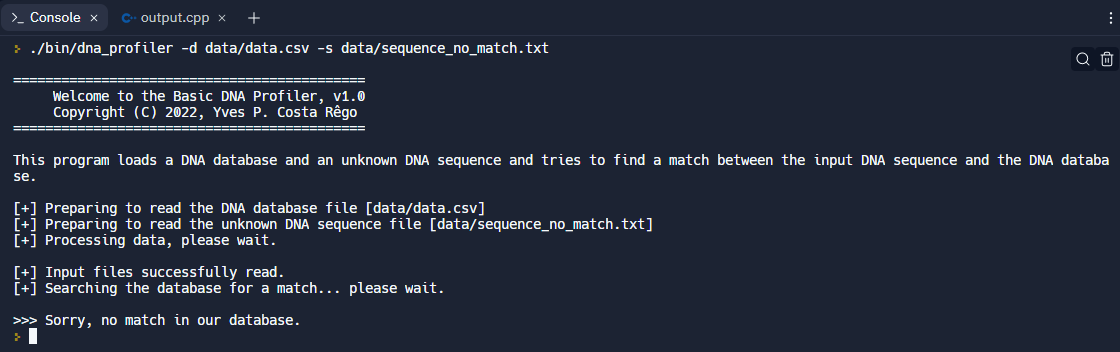 Console × output.cpp × +
./bin/dna_profiler -d data/data.csv -s data/sequence_no_match.txt
============================================
Welcome to the Basic DNA Profiler, v1.0
Copyright (C) 2022, Yves P. Costa Rêgo
============================================
This program loads a DNA database and an unknown DNA sequence and tries to find a match between the input DNA sequence and the DNA databa
se.
[+] Preparing to read the DNA database file [data/data.csv]
[+] Preparing to read the unknown DNA sequence file [data/sequence_no_match.txt]
[+] Processing data, please wait.
[+] Input files successfully read.
[+] Searching the database for a match... please wait.
>>> Sorry, no match in our database.